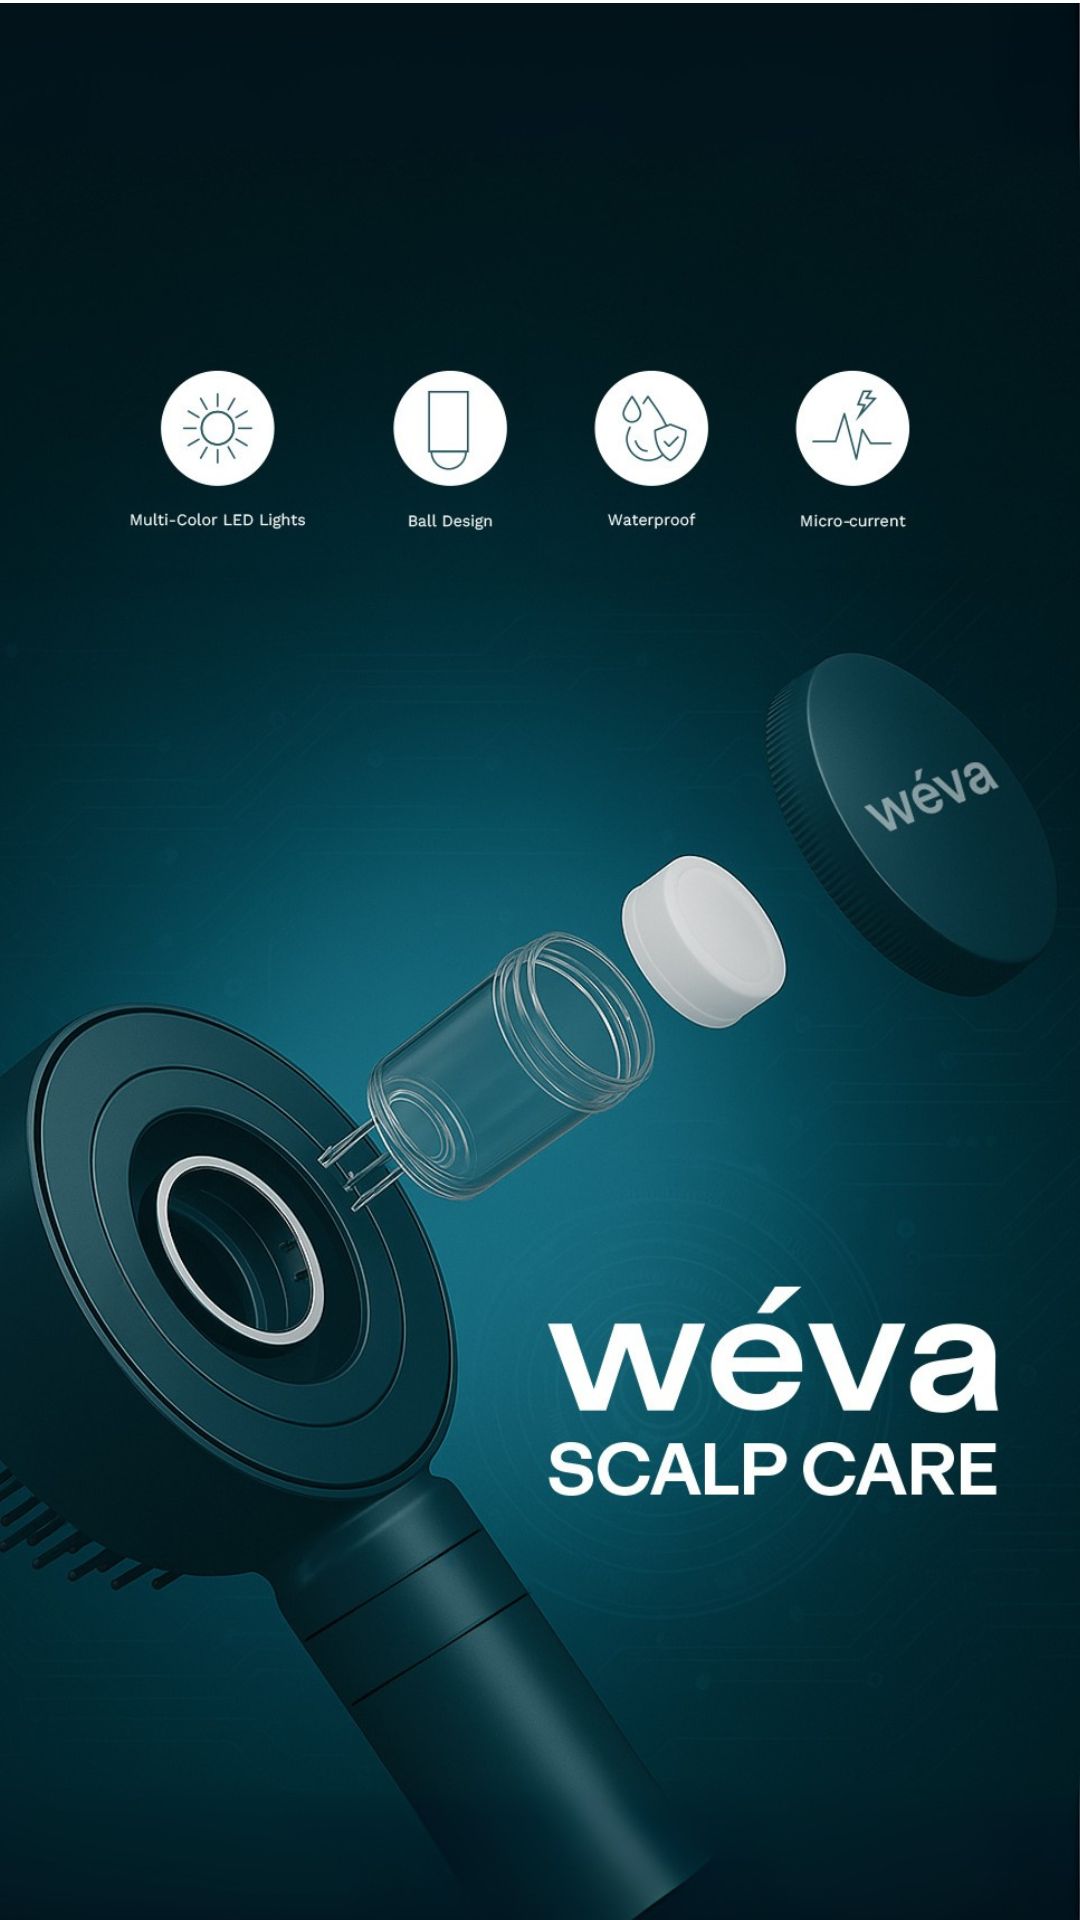 Multi-Color LED Lights
Ball Design
Waterproof
Micro-current
wéva
wéva
SCALP CARE